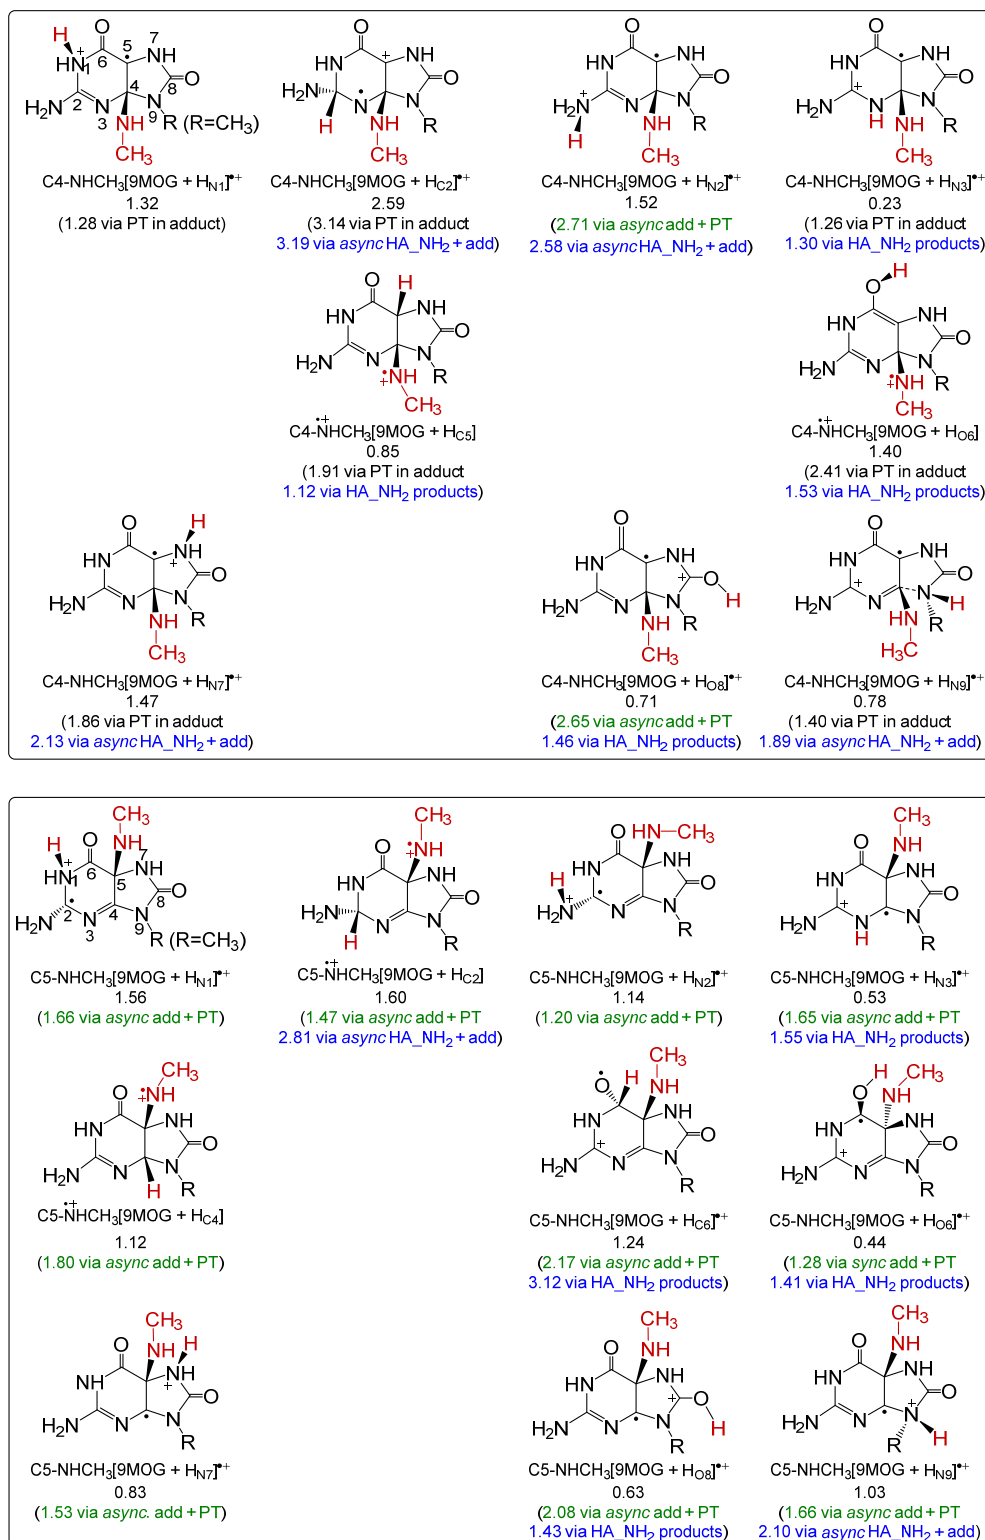 C4-NHCH3[9MOG + HN1]•+
1.32
(1.28 via PT in adduct)
C4-NHCH3[9MOG + HC2]•+
2.59
(3.14 via PT in adduct
3.19 via async HA_NH2 + add)
C4-NHCH3[9MOG + HN2]•+
1.52
(2.71 via async add + PT
2.58 via async HA_NH2 + add)
C4-NHCH3[9MOG + HN3]•+
0.23
(1.26 via PT in adduct
1.30 via HA_NH2 products)
C4-N•+HCH3[9MOG + HC5]
0.85
(1.91 via PT in adduct
1.12 via HA_NH2 products)
C4-N•+HCH3[9MOG + HO6]
1.40
(2.41 via PT in adduct
1.53 via HA_NH2 products)
C4-NHCH3[9MOG + HN7]•+
1.47
(1.86 via PT in adduct
2.13 via async HA_NH2 + add)
C4-NHCH3[9MOG + HO8]•+
0.71
(2.65 via async add + PT
1.46 via HA_NH2 products)
C4-NHCH3[9MOG + HN9]•+
0.78
(1.40 via PT in adduct
1.89 via async HA_NH2 + add)
C5-NHCH3[9MOG + HN1]•+
1.56
(1.66 via async add + PT)
C5-N•+HCH3[9MOG + HC2]
1.60
(1.47 via async add + PT
2.81 via async HA_NH2 + add)
C5-NHCH3[9MOG + HN2]•+
1.14
(1.20 via async add + PT)
C5-NHCH3[9MOG + HN3]•+
0.53
(1.65 via async add + PT
1.55 via HA_NH2 products)
C5-N•+HCH3[9MOG + HC4]
1.12
(1.80 via async add + PT)
C5-NHCH3[9MOG + HC6]•+
1.24
(2.17 via async add + PT
3.12 via HA_NH2 products)
C5-NHCH3[9MOG + HO6]•+
0.44
(1.28 via sync add + PT
1.41 via HA_NH2 products)
C5-NHCH3[9MOG + HN7]•+
0.83
(1.53 via async. add + PT)
C5-NHCH3[9MOG + HO8]•+
0.63
(2.08 via async add + PT
1.43 via HA_NH2 products)
C5-NHCH3[9MOG + HN9]•+
1.03
(1.66 via async add + PT
2.10 via async HA_NH2 + add)